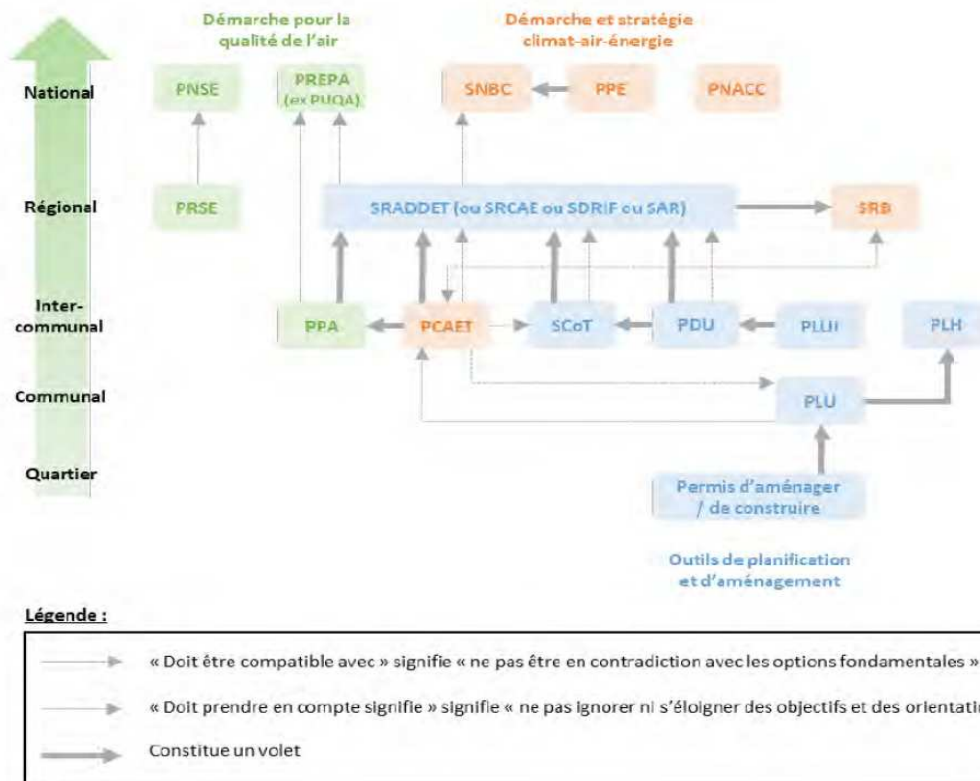 Démarche pour la
qualité de l'air
Démarche et stratégie
climat-air-énergie
National
PNSE
PREPA
(ex PUQA)
SNBC
PPE
PNACC
Régional
PRSE
SRADDET (ou SRCAE ou SDRIF ou SAR)
SRB
Inter-
communal
PPA
PCAET
SCoT
PDU
PLH
Communal
PLU
Quartier
Permis d'aménager
/ de construire
Outils de planification
et d'aménagement
Légende :
« Doit être compatible avec » signifie « ne pas être en contradiction avec les options fondamentales »
« Doit prendre en compte signifie » signifie « ne pas ignorer ni s'éloigner des objectifs et des orientatio
Constitue un volet